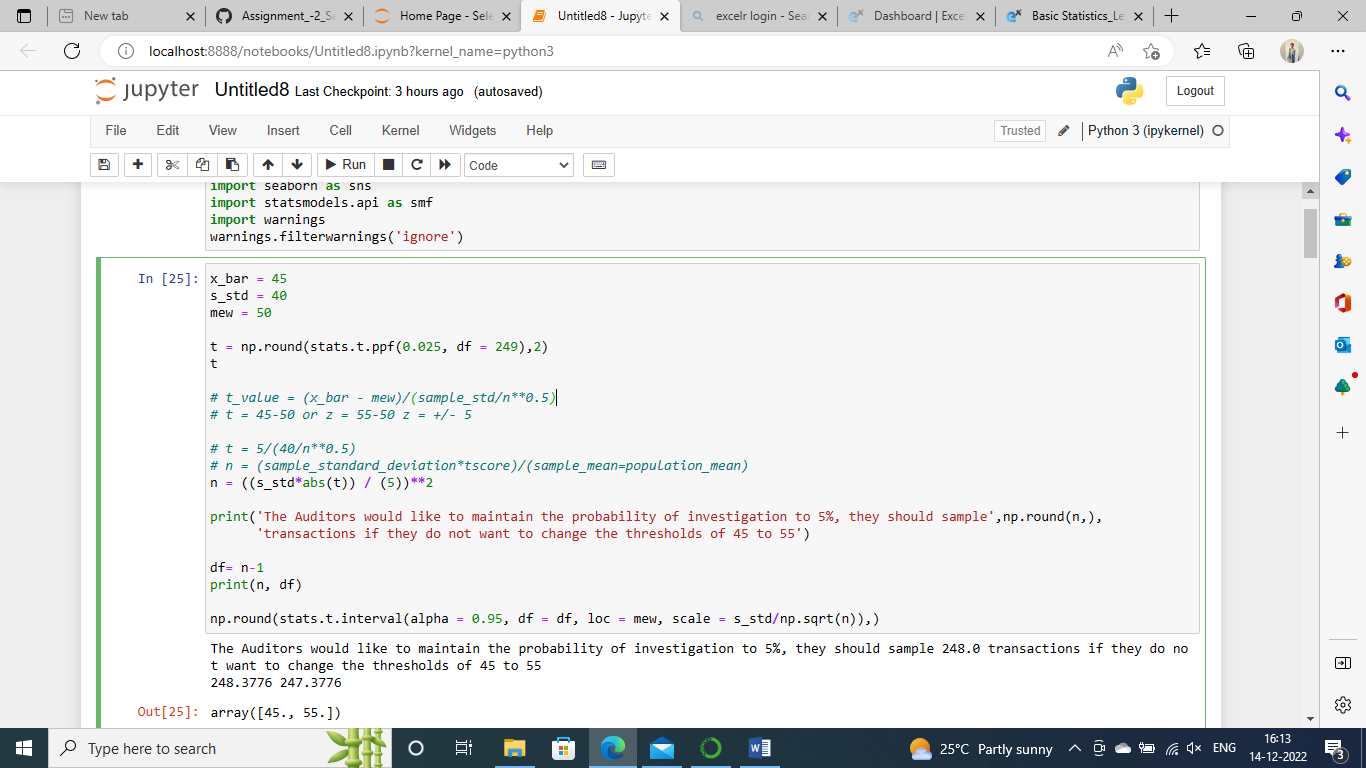 New tab
Assignment_-2_Se
Home Page - Sele
Untitled8 - Jupyte
excelr login - Sear
Dashboard | Excel
Basic Statistics_Le
localhost:8888/notebooks/Untitled8.ipynb?kernel_name=python3
jupyter Untitled8 Last Checkpoint: 3 hours ago (autosaved)
Logout
File Edit View Insert Cell Kernel Widgets Help
Trusted
Python 3 (ipykernel)
Run
Code
import seaborn as sns
import statsmodels.api as smf
import warnings
warnings.filterwarnings('ignore')
In [25]:
x_bar = 45
s_std = 40
mew = 50
t = np.round(stats.t.ppf(0.025, df = 249),2)
t
# t_value = (x_bar - mew)/(sample_std/n**0.5)
# t = 45-50 or z = 55-50 z = +/- 5
# t = 5/(40/n**0.5)
# n = (sample_standard_deviation*tscore)/(sample_mean=population_mean)
n = ((s_std*abs(t)) / (5))**2
print('The Auditors would like to maintain the probability of investigation to 5%, they should sample',np.round(n,),
'transactions if they do not want to change the thresholds of 45 to 55')
df= n-1
print(n, df)
np.round(stats.t.interval(alpha = 0.95, df = df, loc = mew, scale = s_std/np.sqrt(n)),)
The Auditors would like to maintain the probability of investigation to 5%, they should sample 248.0 transactions if they do no
t want to change the thresholds of 45 to 55
248.3776 247.3776
Out[25]: array([45., 55.])
Type here to search
25°C Partly sunny
ENG
16:13
14-12-2022
3